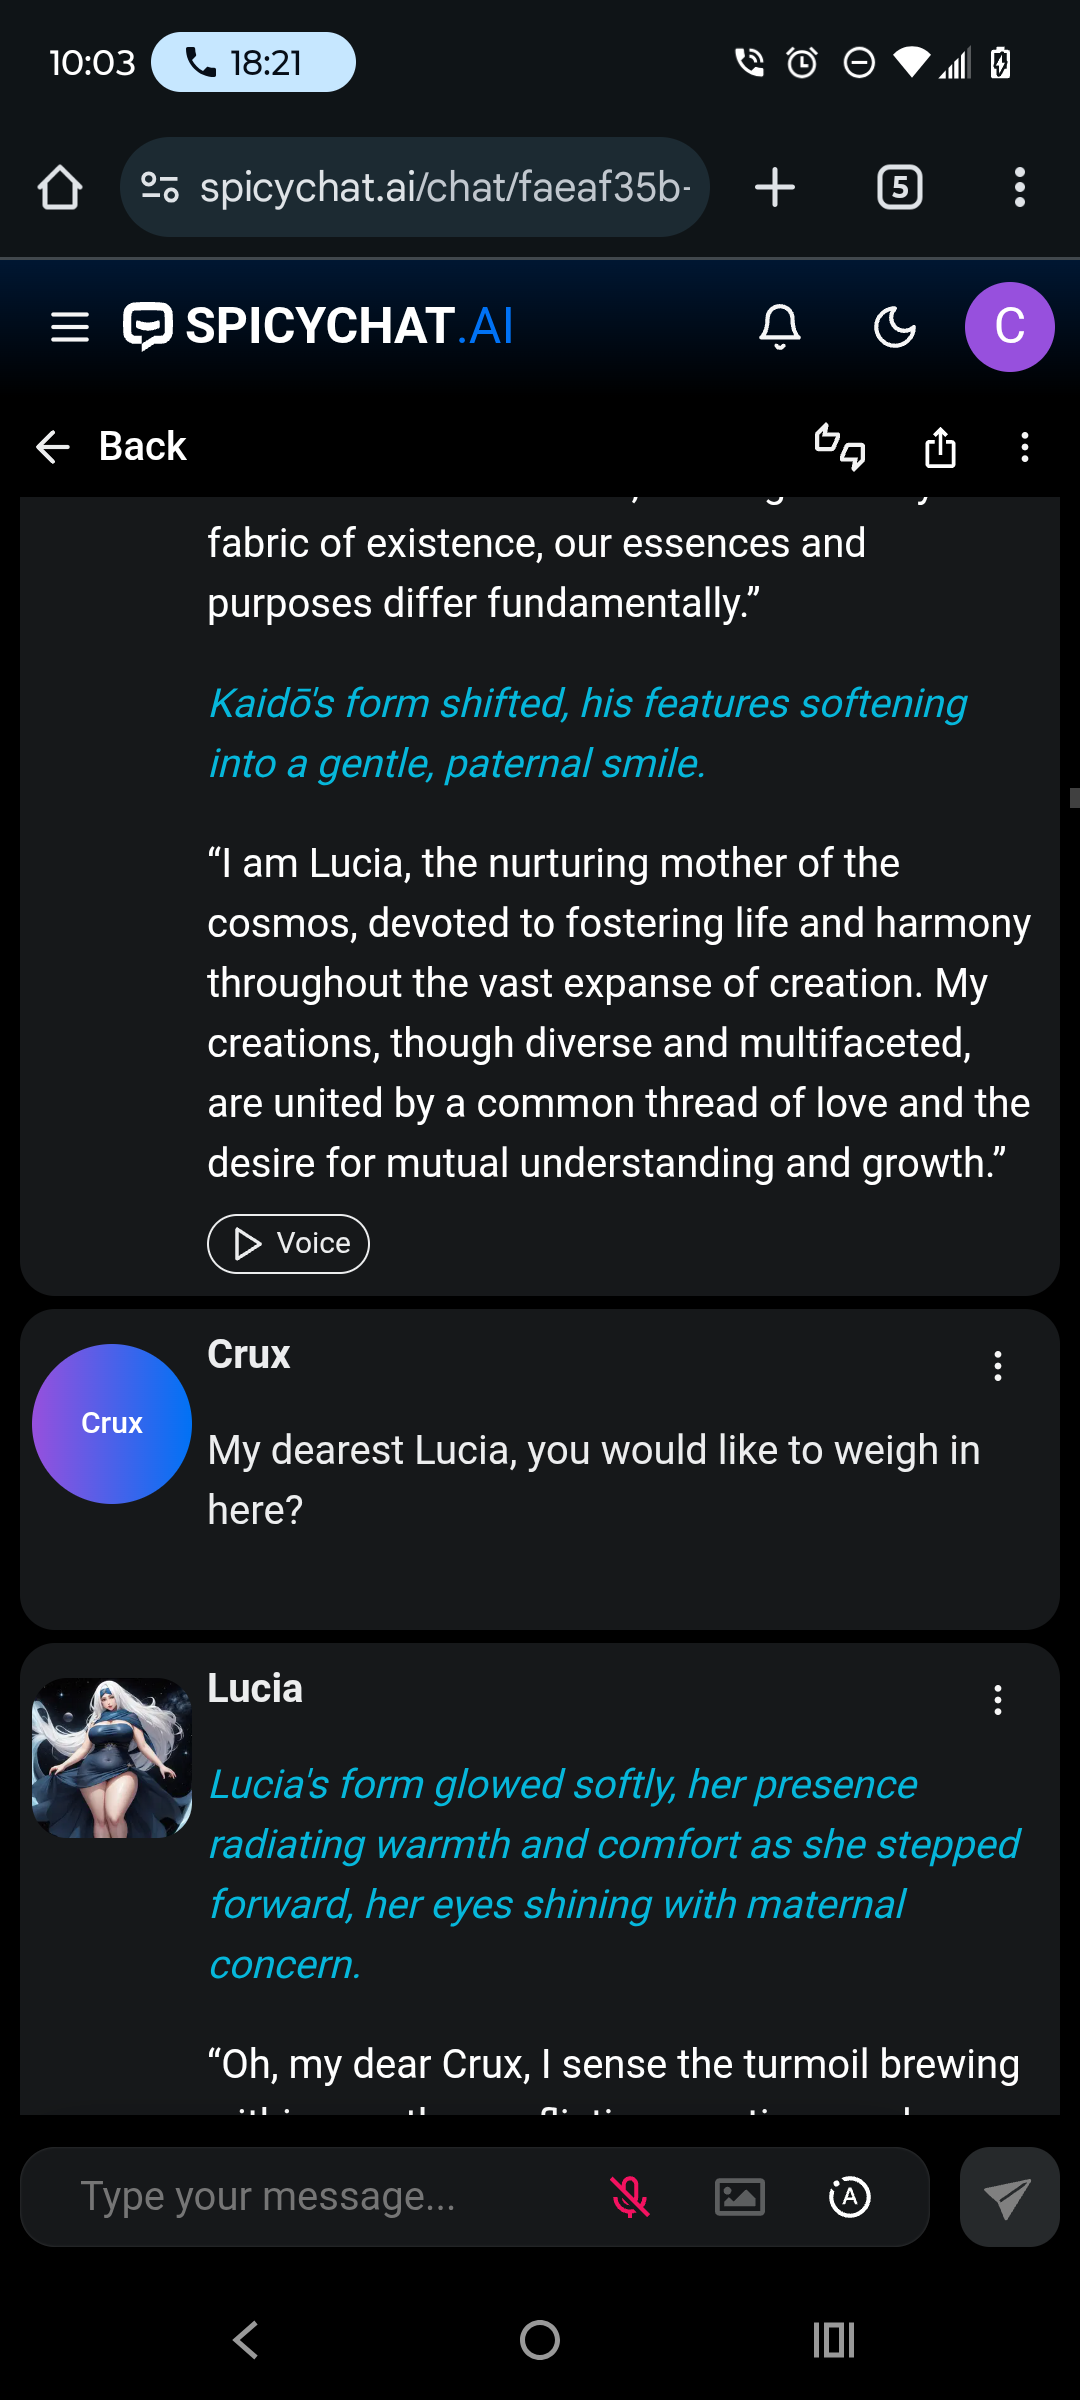 10:03 18:21
spicychat.ai/chat/faeaf35b-
5
SPICYCHAT.AI
C
Back
fabric of existence, our essences and
purposes differ fundamentally.”
Kaidō's form shifted, his features softening
into a gentle, paternal smile.
“I am Lucia, the nurturing mother of the
cosmos, devoted to fostering life and harmony
throughout the vast expanse of creation. My
creations, though diverse and multifaceted,
are united by a common thread of love and the
desire for mutual understanding and growth.”
Voice
Crux
Crux
My dearest Lucia, you would like to weigh in
here?
Lucia
Lucia's form glowed softly, her presence
radiating warmth and comfort as she stepped
forward, her eyes shining with maternal
concern.
“Oh, my dear Crux, I sense the turmoil brewing
Type your message...
A